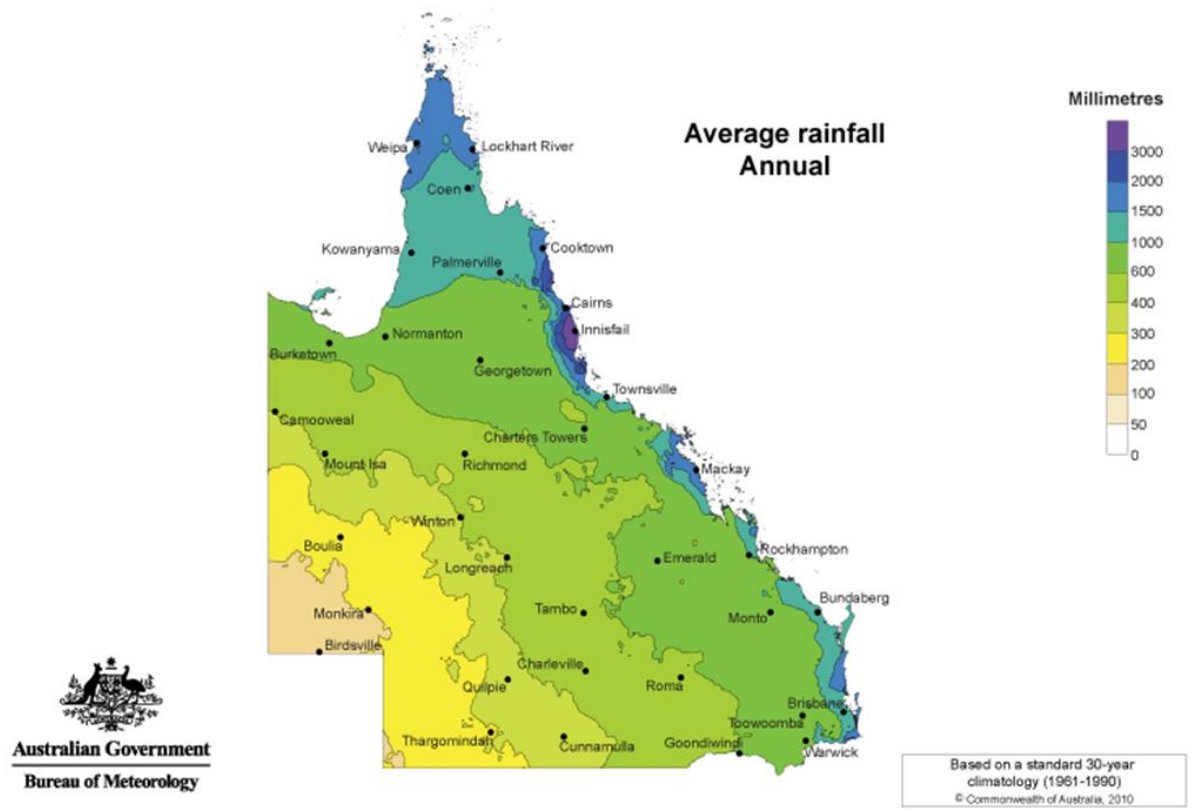 Millimetres
Average rainfall
Annual
3000
2000
1500
1000
600
400
300
200
100
50
0
Weipa
Lockhart River
Coen
Kowanyama
Cooktown
Palmerville
Cairns
Innisfail
Normanton
Burketown
Georgetown
Townsville
Camooweal
Charters Towers
Mount Isa
Richmond
Mackay
Winton
Boulia
Emerald
Rockhampton
Longreach
Monkira
Tambo
Monto
Bundaberg
Birdsville
Charleville
Quilpie
Roma
Brisbane
Toowoomba
Thargomindah
Cunnamulla
Goondiwindi
Warwick
Australian Government
Bureau of Meteorology
Based on a standard 30-year
climatology (1961-1990)
© Commonwealth of Australia, 2010